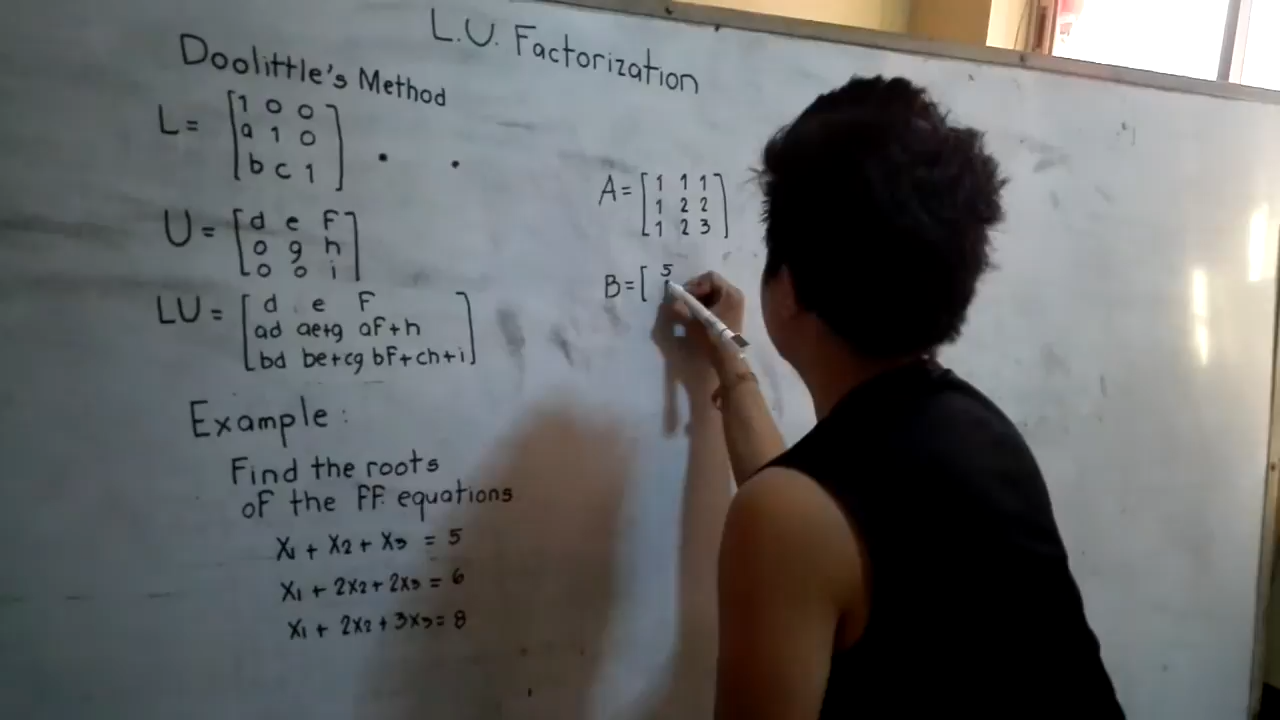 L.U. Factorization
Doolittle's Method
L = [1 0 0
a 1 0
b c 1]
U = [d e F
0 g h
0 0 i]
LU = [d e F
ad ae+g aF+h
bd be+cg bF+ch+i]
Example:
Find the roots
oF the FF. equations
X1 + X2 + X3 = 5
X1 + 2X2 + 2X3 = 6
X1 + 2X2 + 3X3 = 8
A = [1 1 1
1 2 2
1 2 3]
B = [5